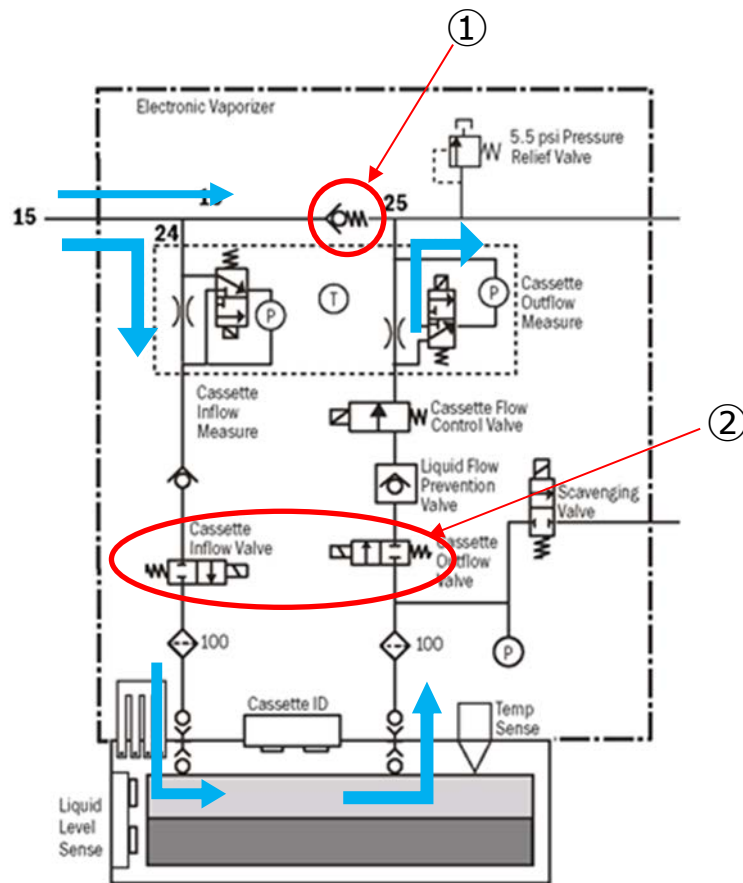 ①
Electronic Vaporizer
5.5 psi Pressure
Relief Valve
15
25
24
T
P
P
Cassette
Outflow
Measure
Cassette
Inflow
Measure
Cassette Flow
Control Valve
②
Liquid Flow
Prevention
Valve
Scavenging
Valve
Cassette
Inflow Valve
Cassette
Outflow
Valve
100
100
P
Cassette ID
Temp
Sense
Liquid
Level
Sense